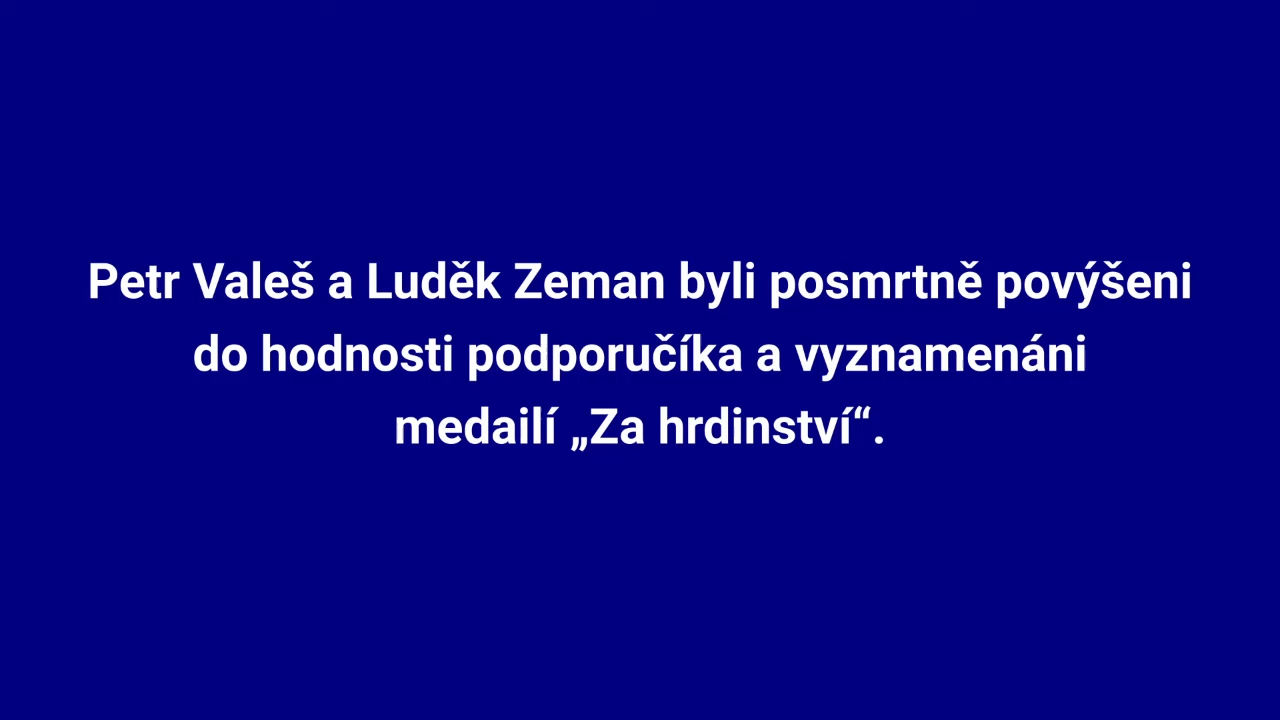 Petr Valeš a Luděk Zeman byli posmrtně povýšeni
do hodnosti podporučíka a vyznamenáni
medailí „Za hrdinství“.